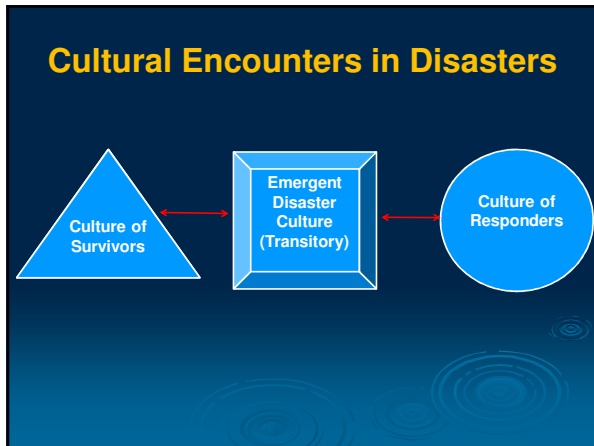 Cultural Encounters in Disasters
Culture of
Survivors
Emergent
Disaster
Culture
(Transitory)
Culture of
Responders